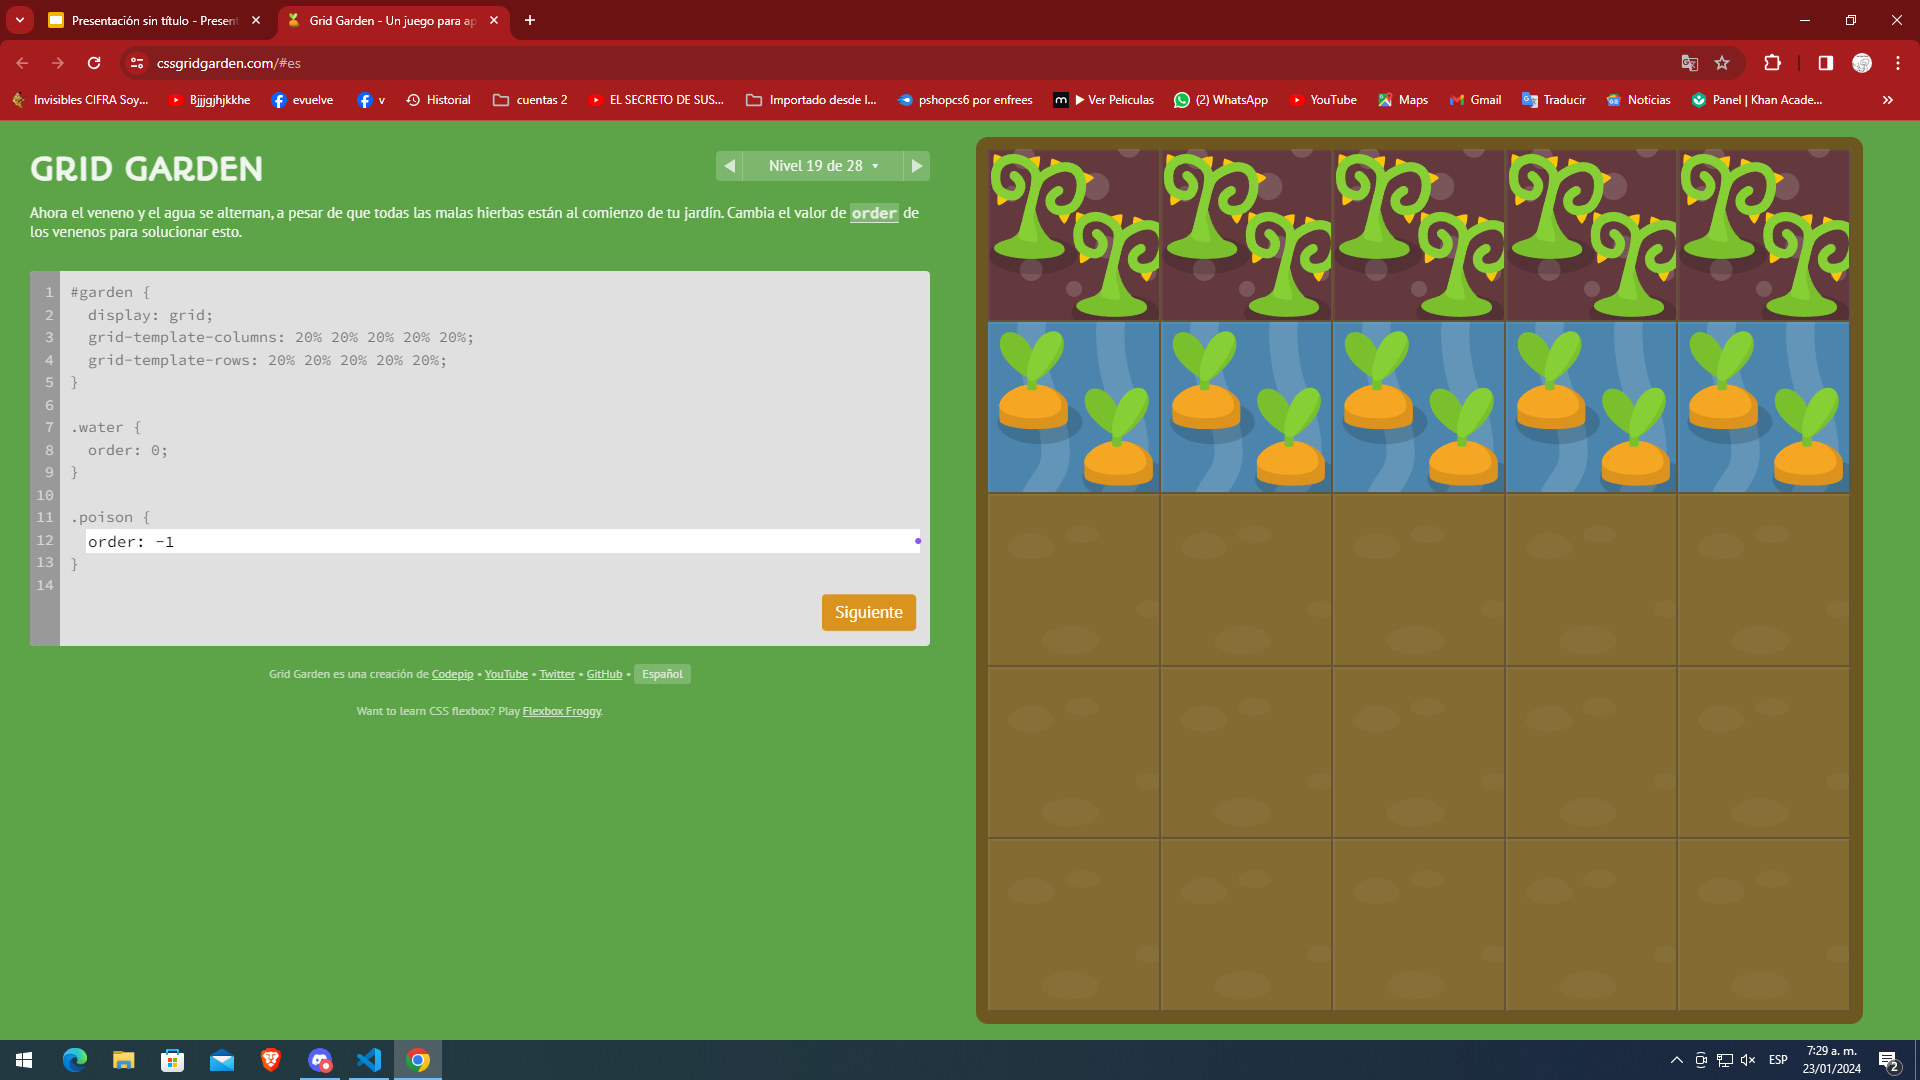 Presentación sin título - Present
Grid Garden - Un juego para ap
cssgridgarden.com/#es
Invisibles CIFRA Soy...
Bjjjgjhjkkhe
evuelve
v
Historial
cuentas 2
EL SECRETO DE SUS...
Importado desde l...
pshopcs6 por enfrees
m
▶ Ver Peliculas
(2) WhatsApp
YouTube
Maps
Gmail
Traducir
Noticias
Panel | Khan Acade...
GRID GARDEN
Nivel 19 de 28
Ahora el veneno y el agua se alternan, a pesar de que todas las malas hierbas están al comienzo de tu jardín. Cambia el valor de order de
los venenos para solucionar esto.
1 #garden {
2 display: grid;
3 grid-template-columns: 20% 20% 20% 20% 20%;
4 grid-template-rows: 20% 20% 20% 20% 20%;
5 }
6
7 .water {
8 order: 0;
9 }
10
11 .poison {
12 order: -1
13 }
14
Siguiente
Grid Garden es una creación de Codepip • YouTube • Twitter • GitHub • Español
Want to learn CSS flexbox? Play Flexbox Froggy.
ESP
7:29 a. m.
23/01/2024
2